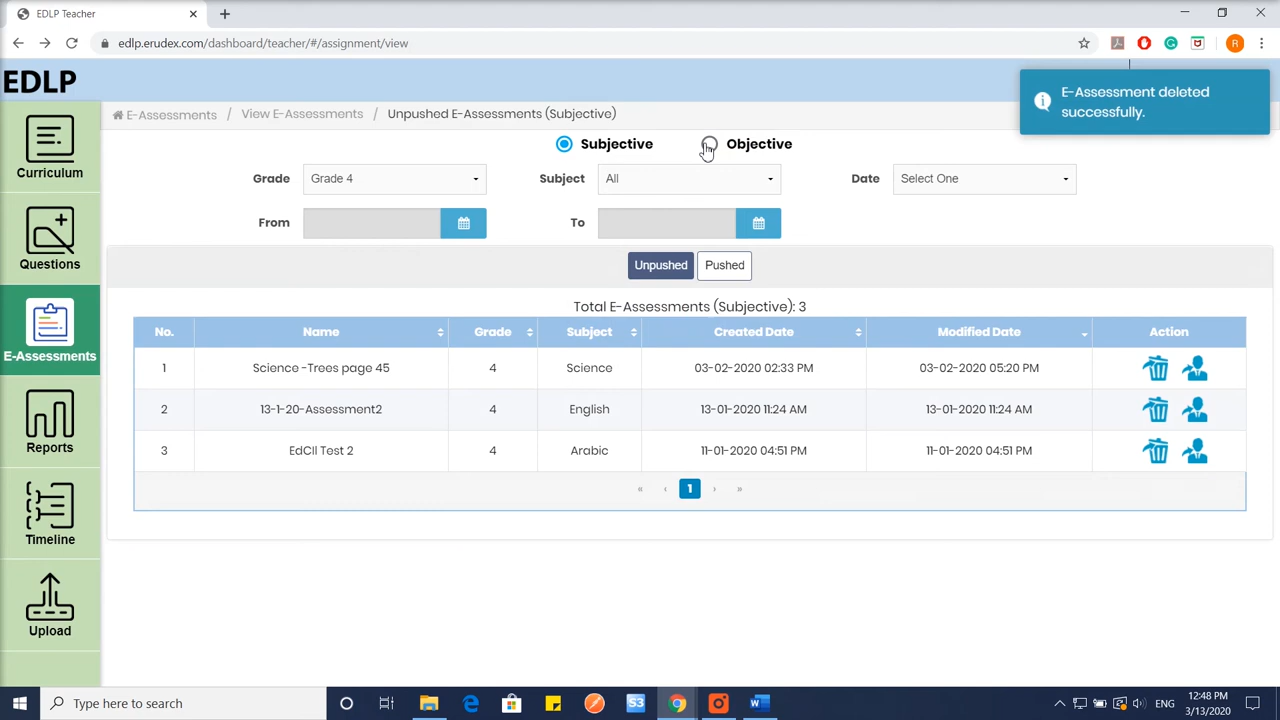 EDLP Teacher
edlp.erudex.com/dashboard/teacher/#/assignment/view
R
EDLP
E-Assessment deleted
successfully.
E-Assessments / View E-Assessments / Unpushed E-Assessments (Subjective)
Subjective Objective
Grade Grade 4 Subject All Date Select One
From To
Unpushed Pushed
Total E-Assessments (Subjective): 3
No. Name Grade Subject Created Date Modified Date Action
1 Science -Trees page 45 4 Science 03-02-2020 02:33 PM 03-02-2020 05:20 PM
2 13-1-20-Assessment2 4 English 13-01-2020 11:24 AM 13-01-2020 11:24 AM
3 EdCIl Test 2 4 Arabic 11-01-2020 04:51 PM 11-01-2020 04:51 PM
« ‹ 1 › »
Curriculum
Questions
E-Assessments
Reports
Timeline
Upload
Type here to search
S3
W
ENG
12:48 PM
3/13/2020